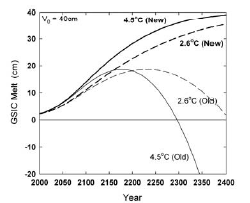 V₀ = 40cm
4.5°C (New)
2.6°C (New)
2.6°C (Old)
4.5°C (Old)
GSIC Melt (cm)
40
30
20
10
0
-10
-20
2000 2050 2100 2150 2200 2250 2300 2350 2400
Year